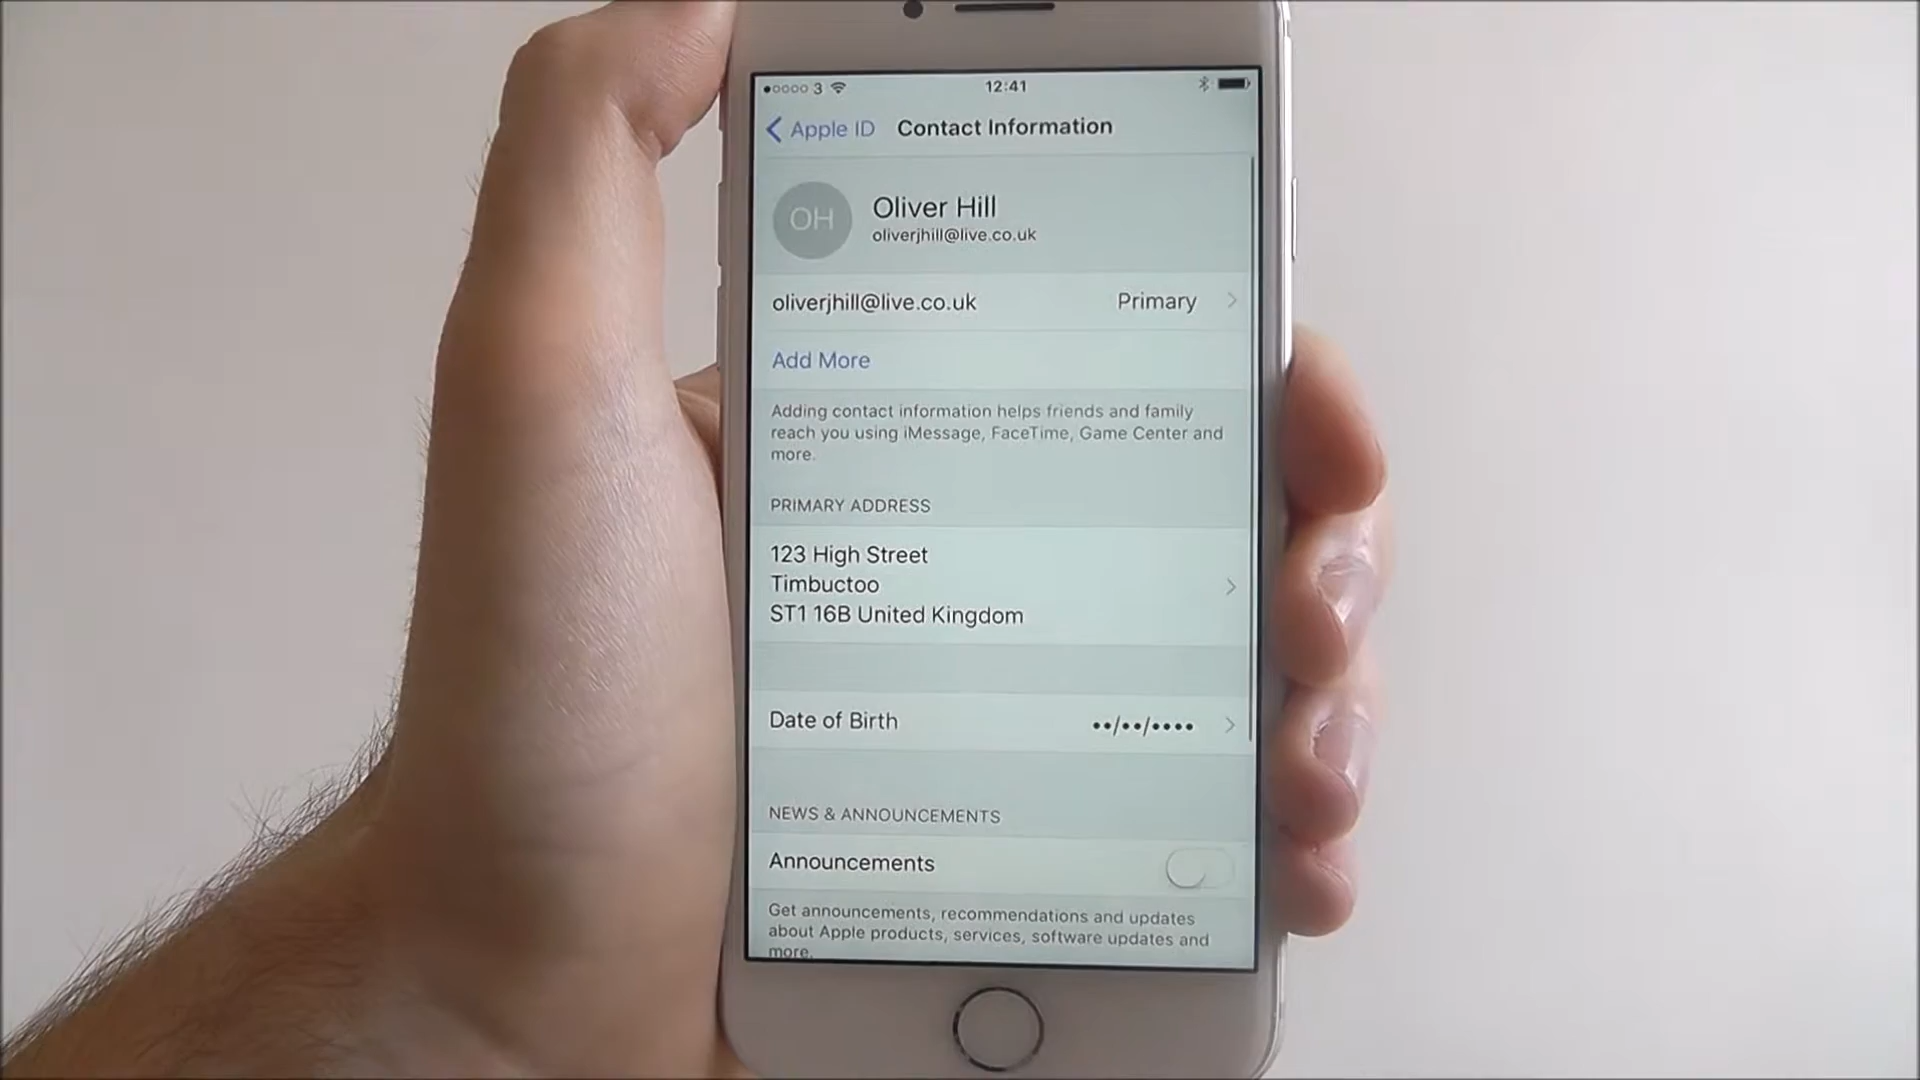 3 12:41
Apple ID Contact Information
OH
Oliver Hill
oliverjhill@live.co.uk
oliverjhill@live.co.uk Primary
Add More
Adding contact information helps friends and family
reach you using iMessage, FaceTime, Game Center and
more.
PRIMARY ADDRESS
123 High Street
Timbuctoo
ST1 16B United Kingdom
Date of Birth ••/••/••••
NEWS & ANNOUNCEMENTS
Announcements
Get announcements, recommendations and updates
about Apple products, services, software updates and
more.